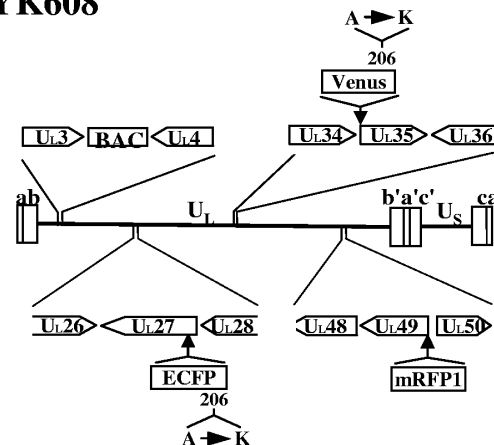 YK608
A K
206
Venus
UL3 BAC UL4 UL34 UL35 UL36
ab UL b'a'c' US ca
UL26 UL27 UL28 UL48 UL49 UL50
ECFP mRFP1
206
A K